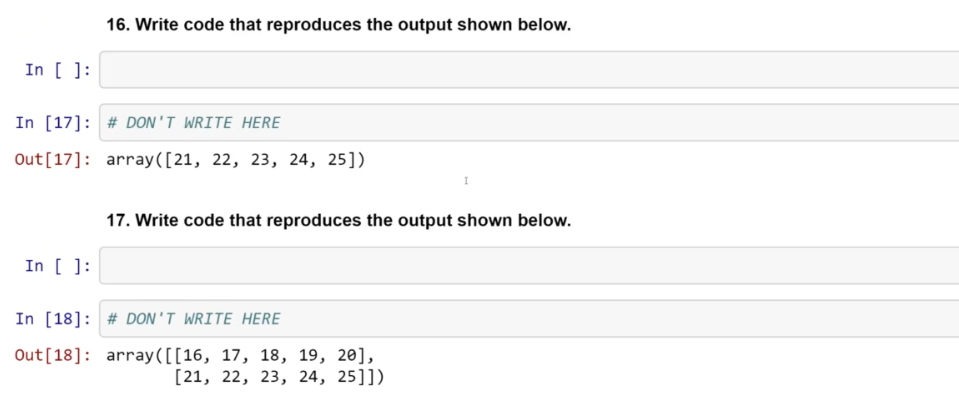 16. Write code that reproduces the output shown below.
In [ ]:
In [17]: # DON'T WRITE HERE
Out[17]: array([21, 22, 23, 24, 25])
17. Write code that reproduces the output shown below.
In [ ]:
In [18]: # DON'T WRITE HERE
Out[18]: array([[16, 17, 18, 19, 20],
[21, 22, 23, 24, 25]])